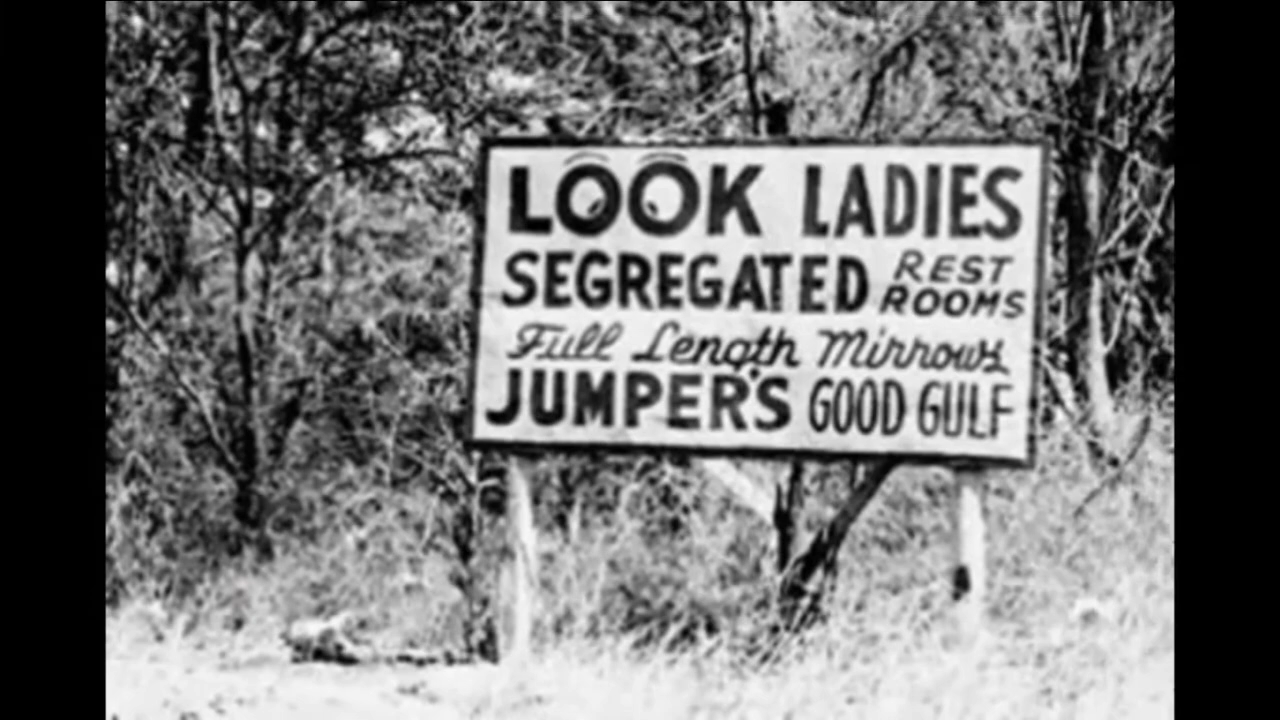 LOOK LADIES
SEGREGATED REST ROOMS
Full Length Mirrows
JUMPER'S GOOD GULF